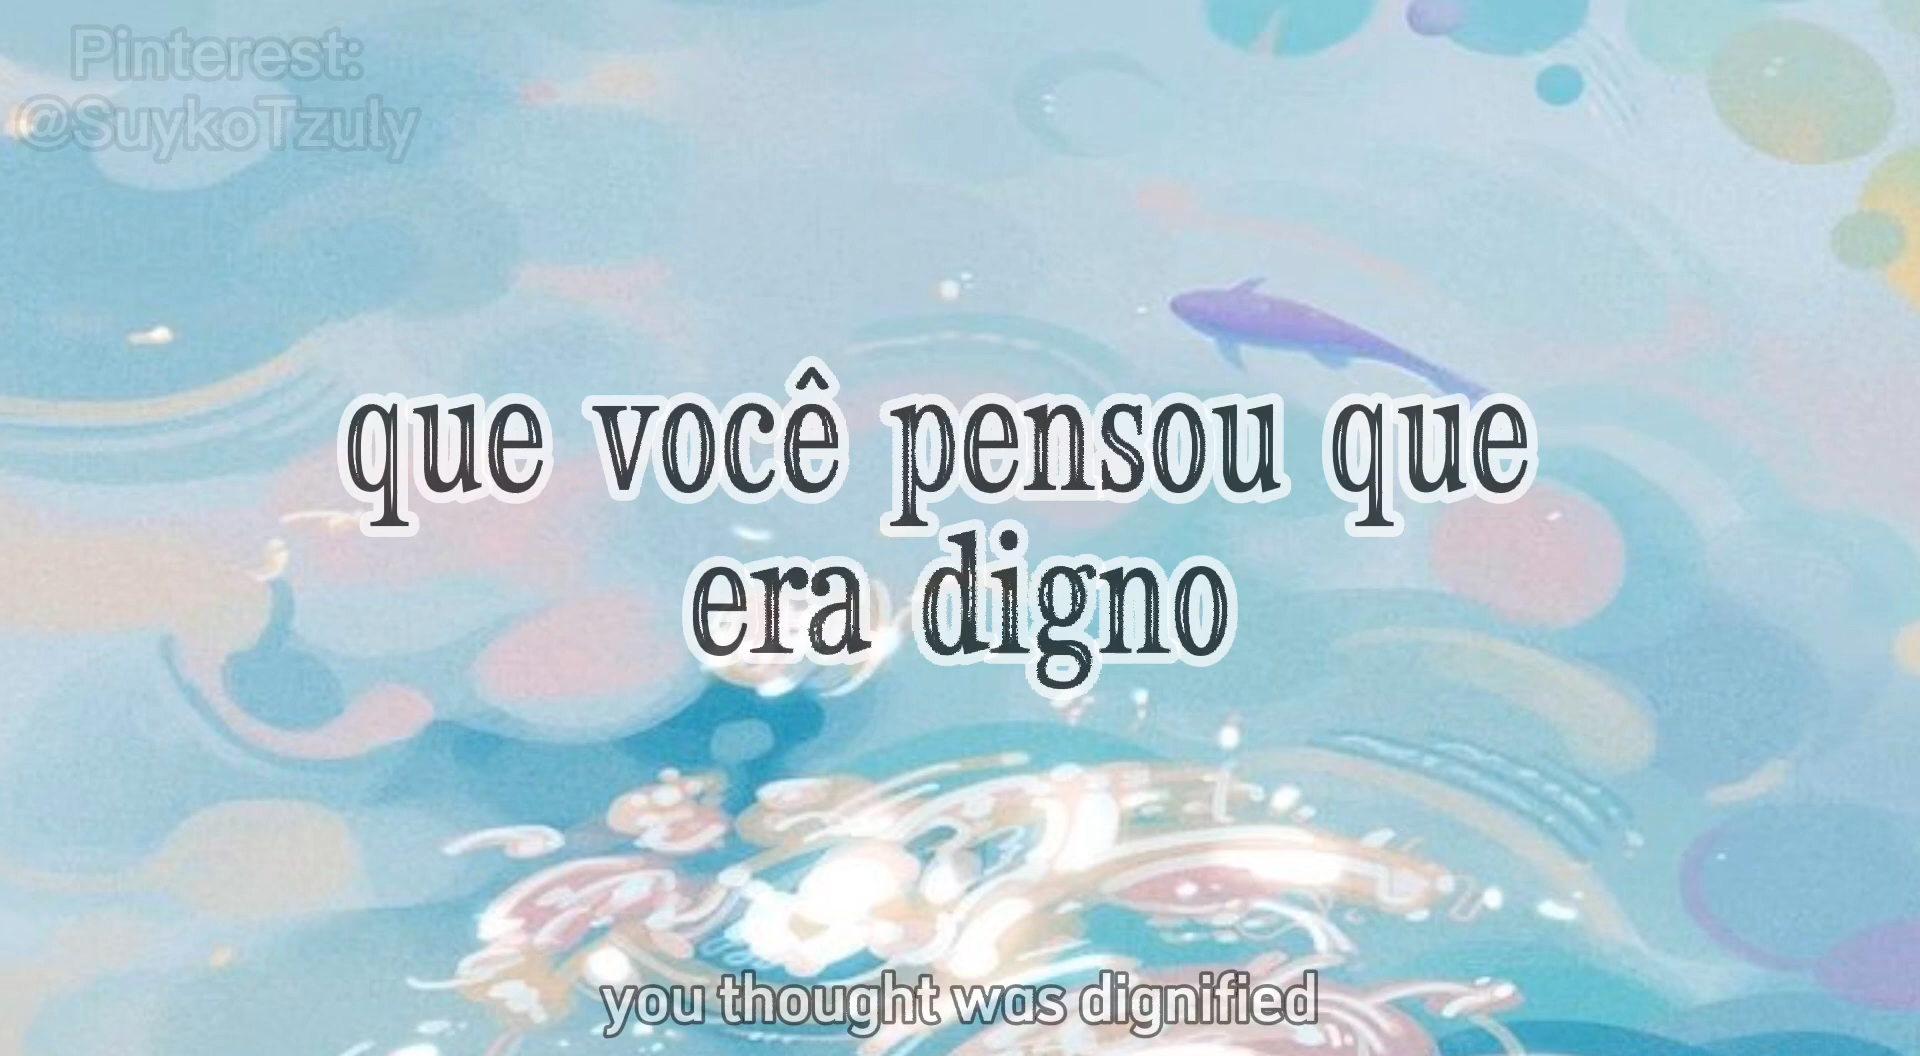 Pinterest:
@SuykoTzuly
que você pensou que
era digno
you thought was dignified